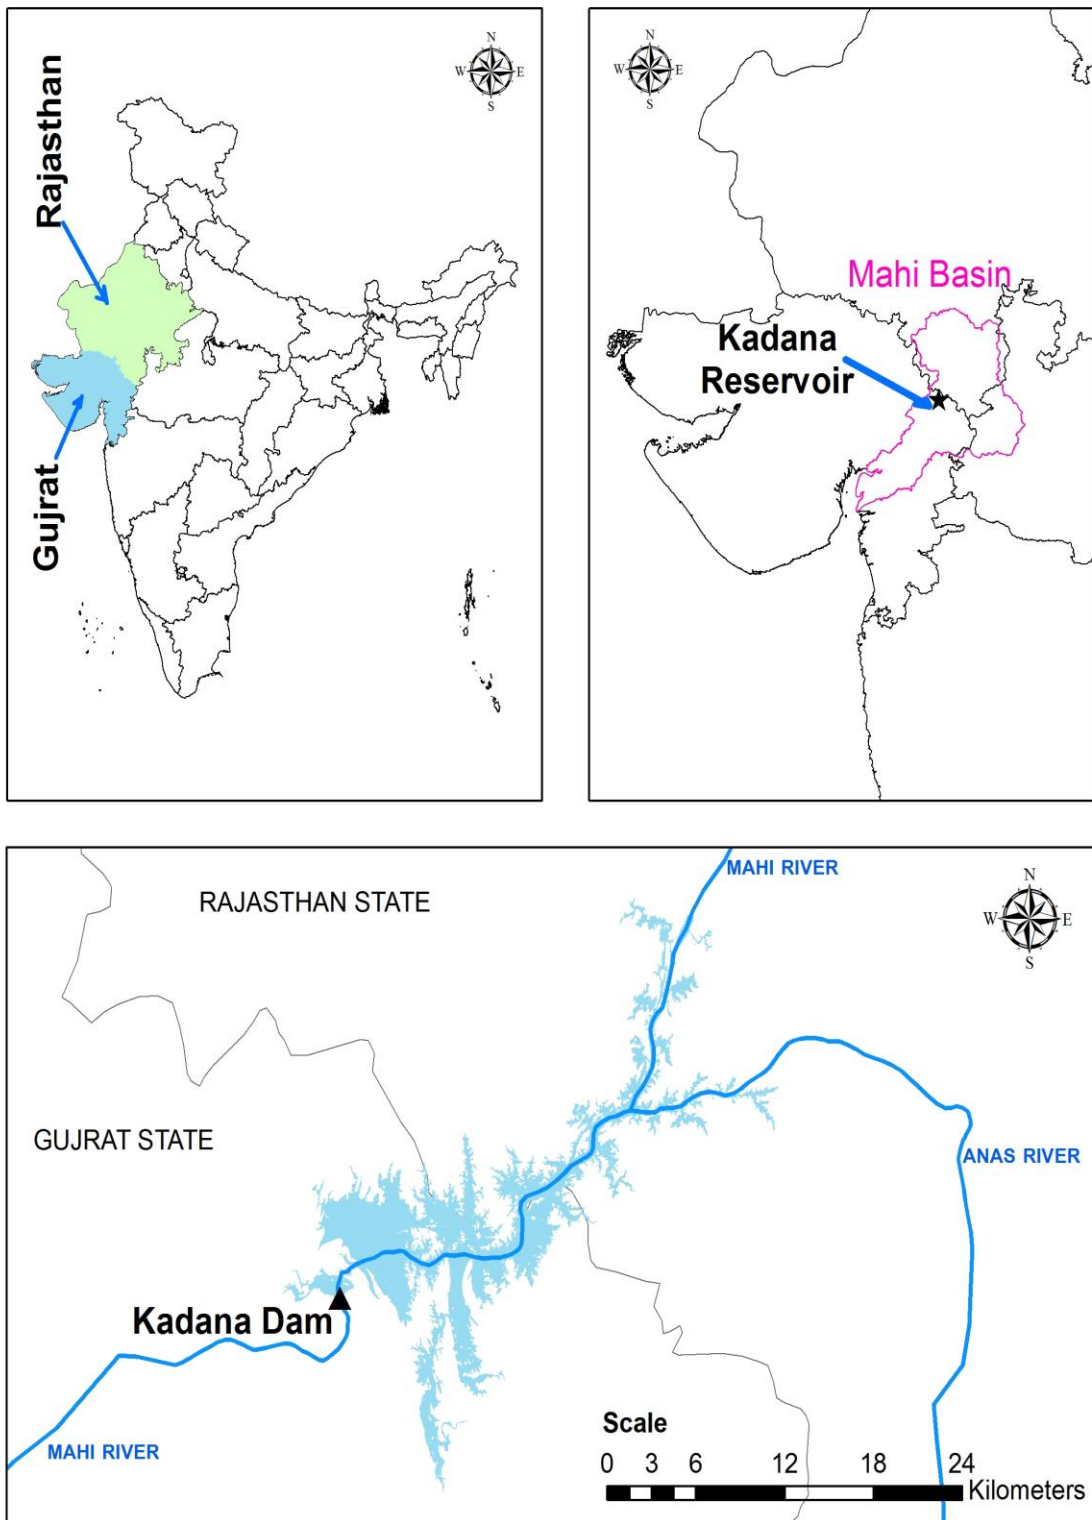 N
W E
S
Rajasthan
Gujrat
N
W E
S
Mahi Basin
Kadana
Reservoir
MAHI RIVER
RAJASTHAN STATE
N
W E
S
GUJRAT STATE
ANAS RIVER
Kadana Dam
MAHI RIVER
Scale
0 3 6 12 18 24
Kilometers